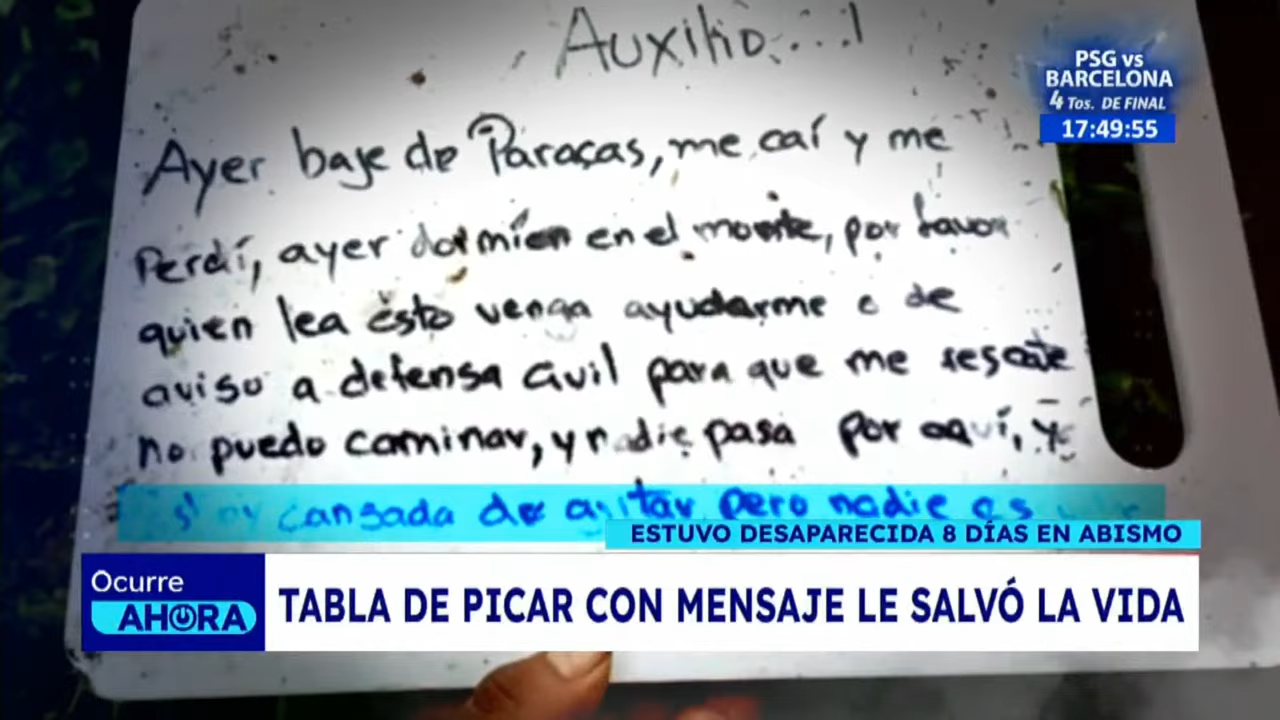 Auxilio...!
PSG vs
BARCELONA
4 Tos. DE FINAL
17:49:55
Ayer baje de Paracas, me caí y me
Perdí, ayer dormí en el monte, por favor
quien lea ésto venga ayudarme o de
aviso a defensa civil para que me rescate
no puedo caminar, y nadie pasa por aquí, y
cansada de gritar pero nadie es
ESTUVO DESAPARECIDA 8 DÍAS EN ABISMO
Ocurre
AHORA
TABLA DE PICAR CON MENSAJE LE SALVÓ LA VIDA